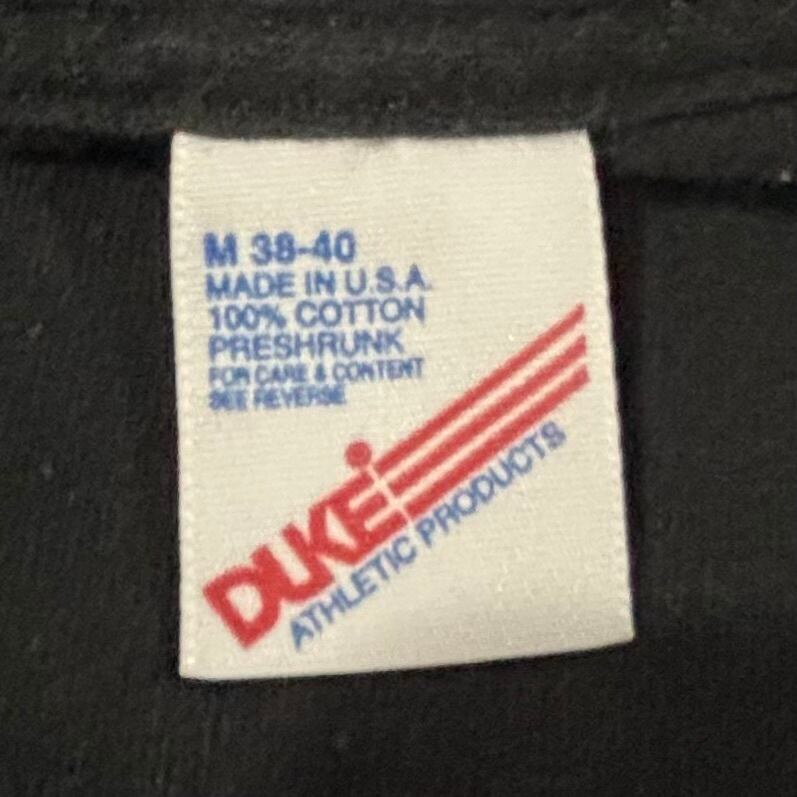 M 38-40
MADE IN U.S.A.
100% COTTON
PRESHRUNK
FOR CARE & CONTENT
SEE REVERSE
DUKE
ATHLETIC PRODUCTS